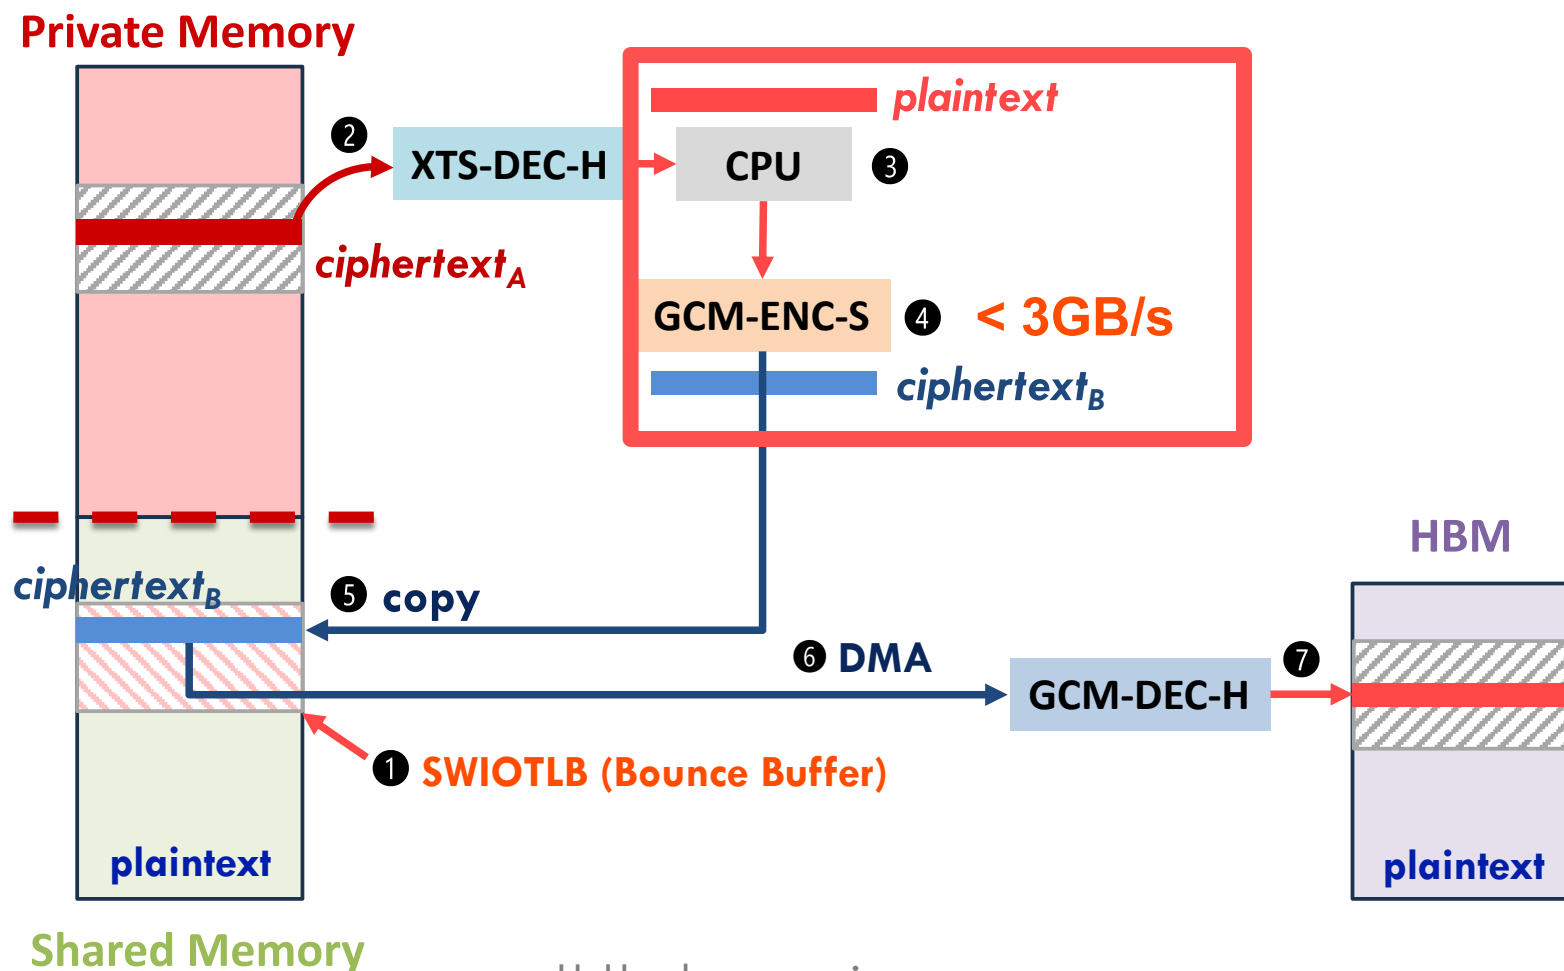 Private Memory
plaintext
❷
XTS-DEC-H
CPU
❸
ciphertextA
GCM-ENC-S
❹
< 3GB/s
ciphertextB
HBM
ciphertextB
❺ copy
❻ DMA
❼
GCM-DEC-H
❶ SWIOTLB (Bounce Buffer)
plaintext
plaintext
Shared Memory